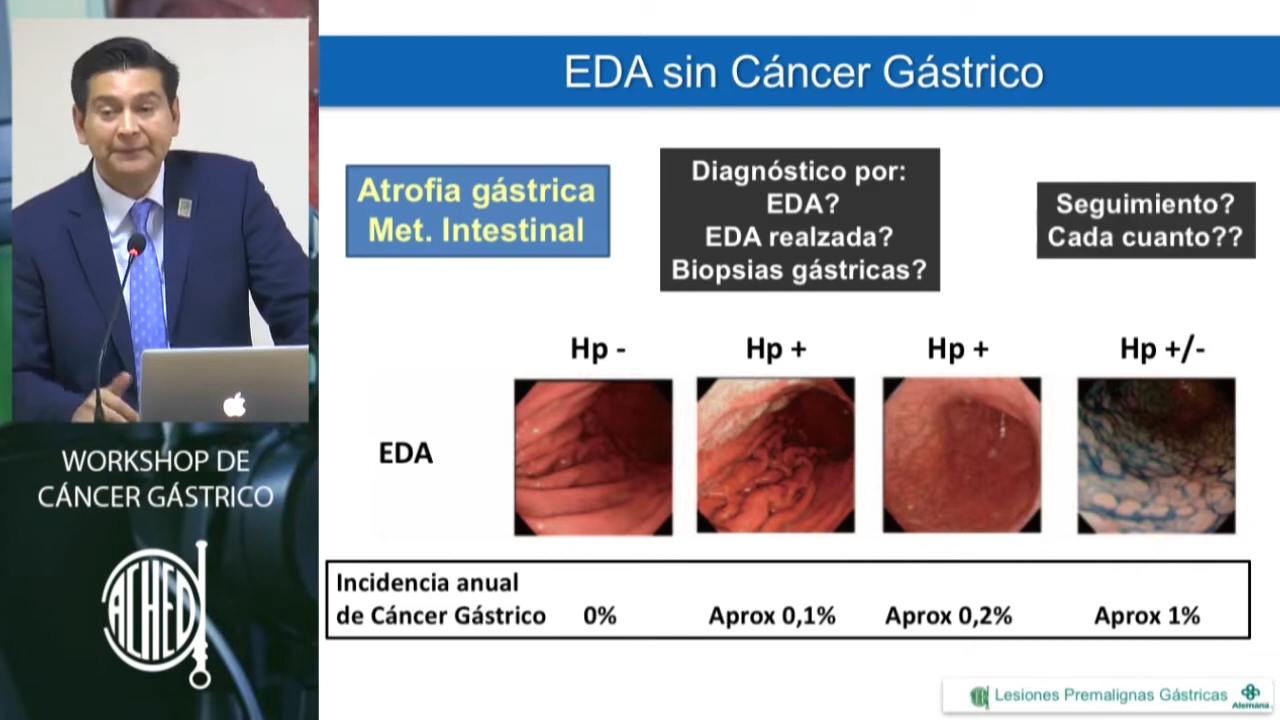 EDA sin Cáncer Gástrico
Atrofia gástrica
Met. Intestinal
Diagnóstico por:
EDA?
EDA realzada?
Biopsias gástricas?
Seguimiento?
Cada cuanto??
Hp -
Hp +
Hp +
Hp +/-
EDA
Incidencia anual
de Cáncer Gástrico 0% Aprox 0,1% Aprox 0,2% Aprox 1%
WORKSHOP DE
CÁNCER GÁSTRICO
ACHED
Lesiones Premalignas Gástricas
Alemana